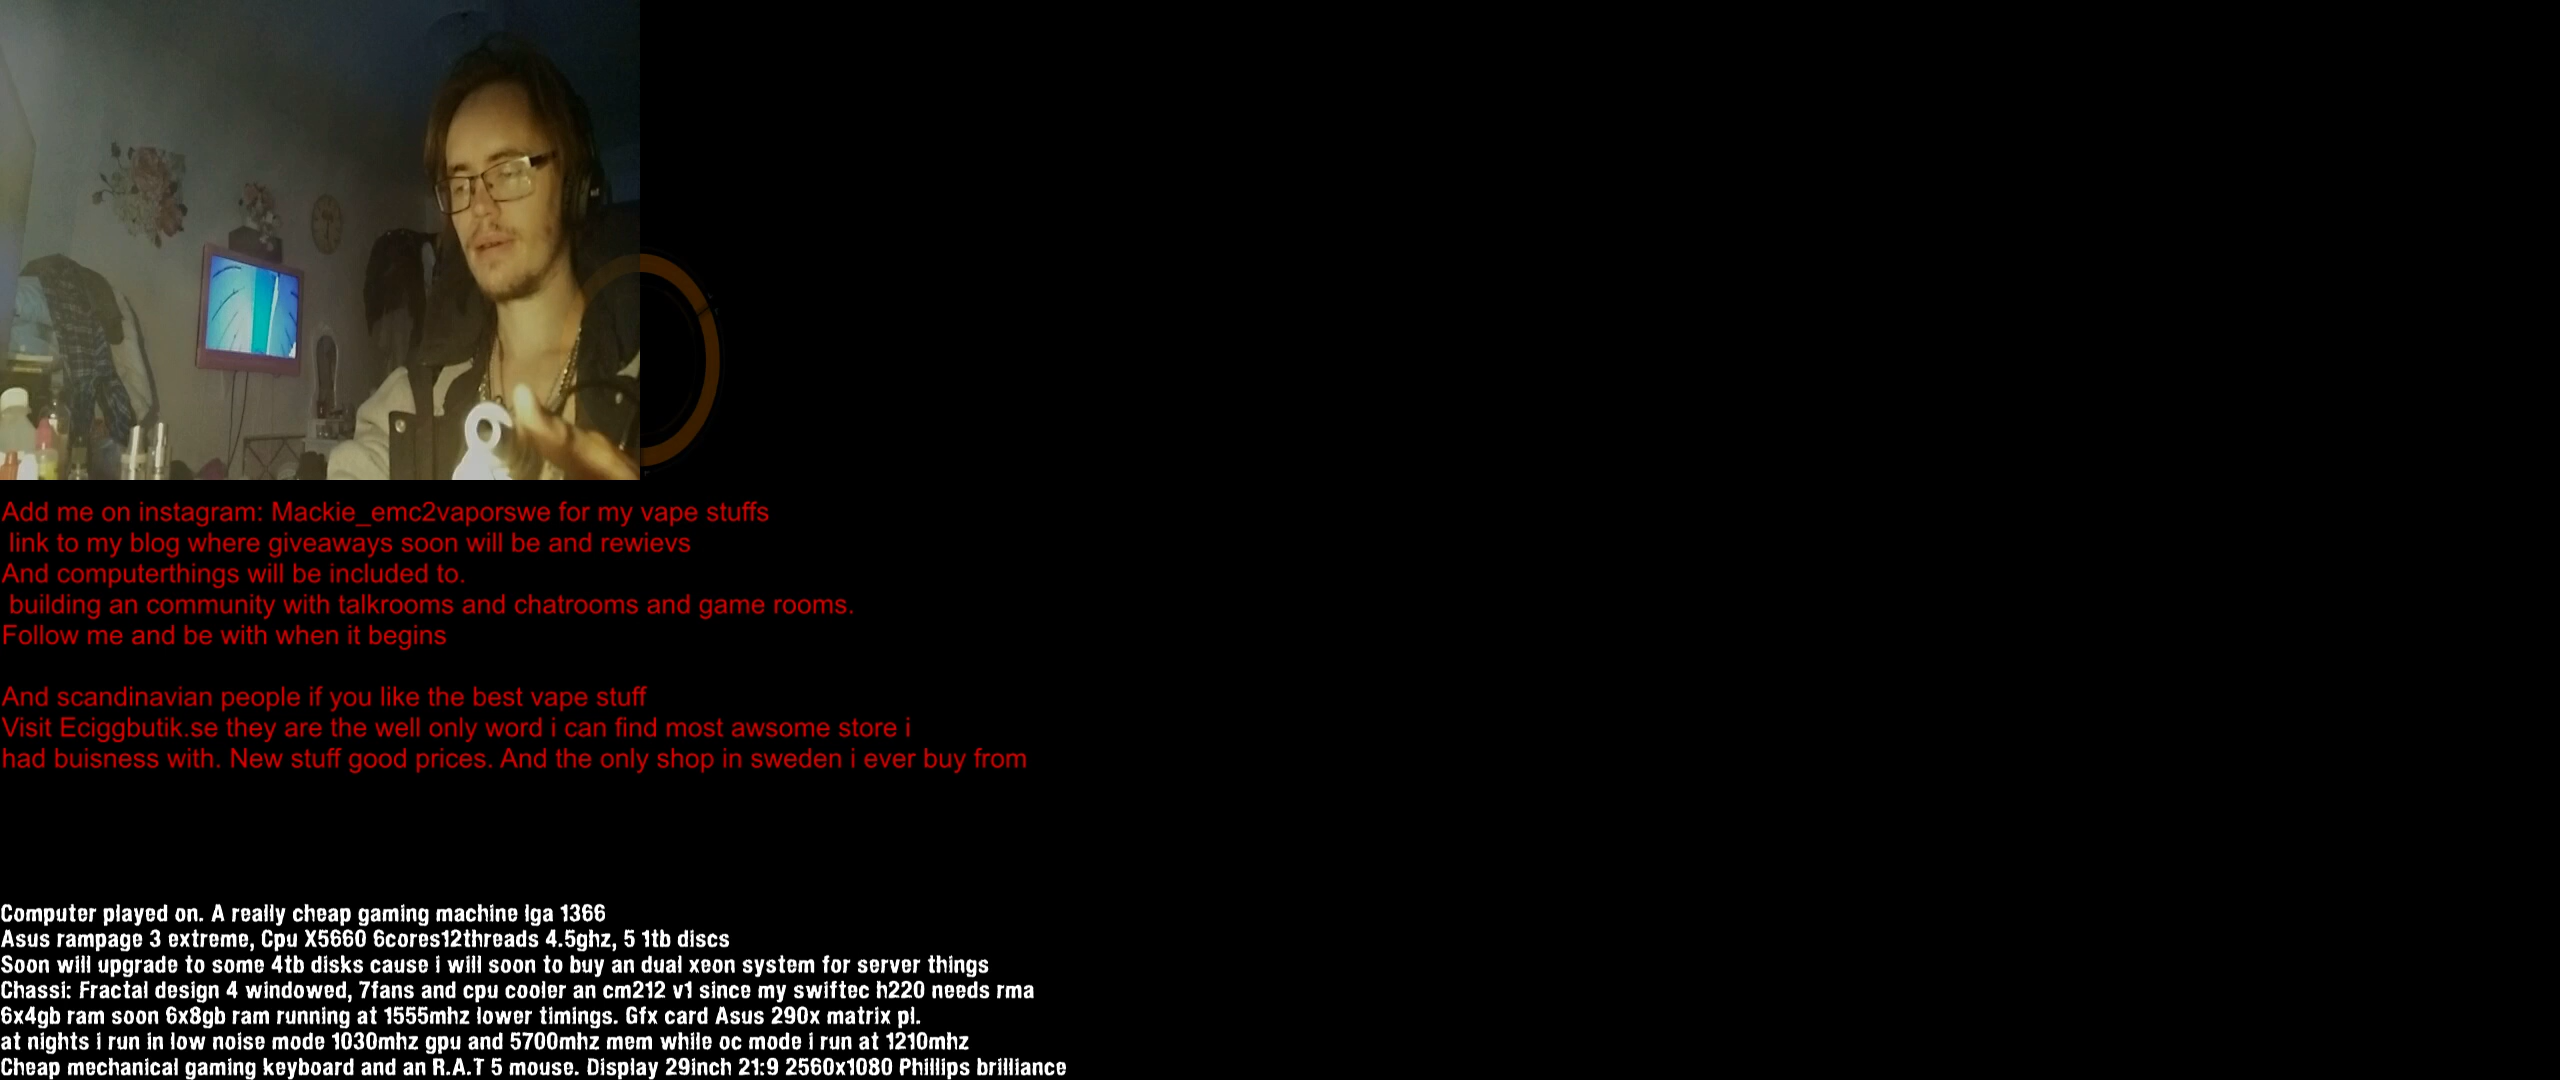 Add me on instagram: Mackie_emc2vaporswe for my vape stuffs
link to my blog where giveaways soon will be and rewievs
And computerthings will be included to.
building an community with talkrooms and chatrooms and game rooms.
Follow me and be with when it begins
And scandinavian people if you like the best vape stuff
Visit Eciggbutik.se they are the well only word i can find most awsome store i
had buisness with. New stuff good prices. And the only shop in sweden i ever buy from
Computer played on. A really cheap gaming machine lga 1366
Asus rampage 3 extreme, Cpu X5660 6cores12threads 4.5ghz, 5 1tb discs
Soon will upgrade to some 4tb disks cause i will soon to buy an dual xeon system for server things
Chassi: Fractal design 4 windowed, 7fans and cpu cooler an cm212 v1 since my swiftec h220 needs rma
6x4gb ram soon 6x8gb ram running at 1555mhz lower timings. Gfx card Asus 290x matrix pl.
at nights i run in low noise mode 1030mhz gpu and 5700mhz mem while oc mode i run at 1210mhz
Cheap mechanical gaming keyboard and an R.A.T 5 mouse. Display 29inch 21:9 2560x1080 Phillips brilliance